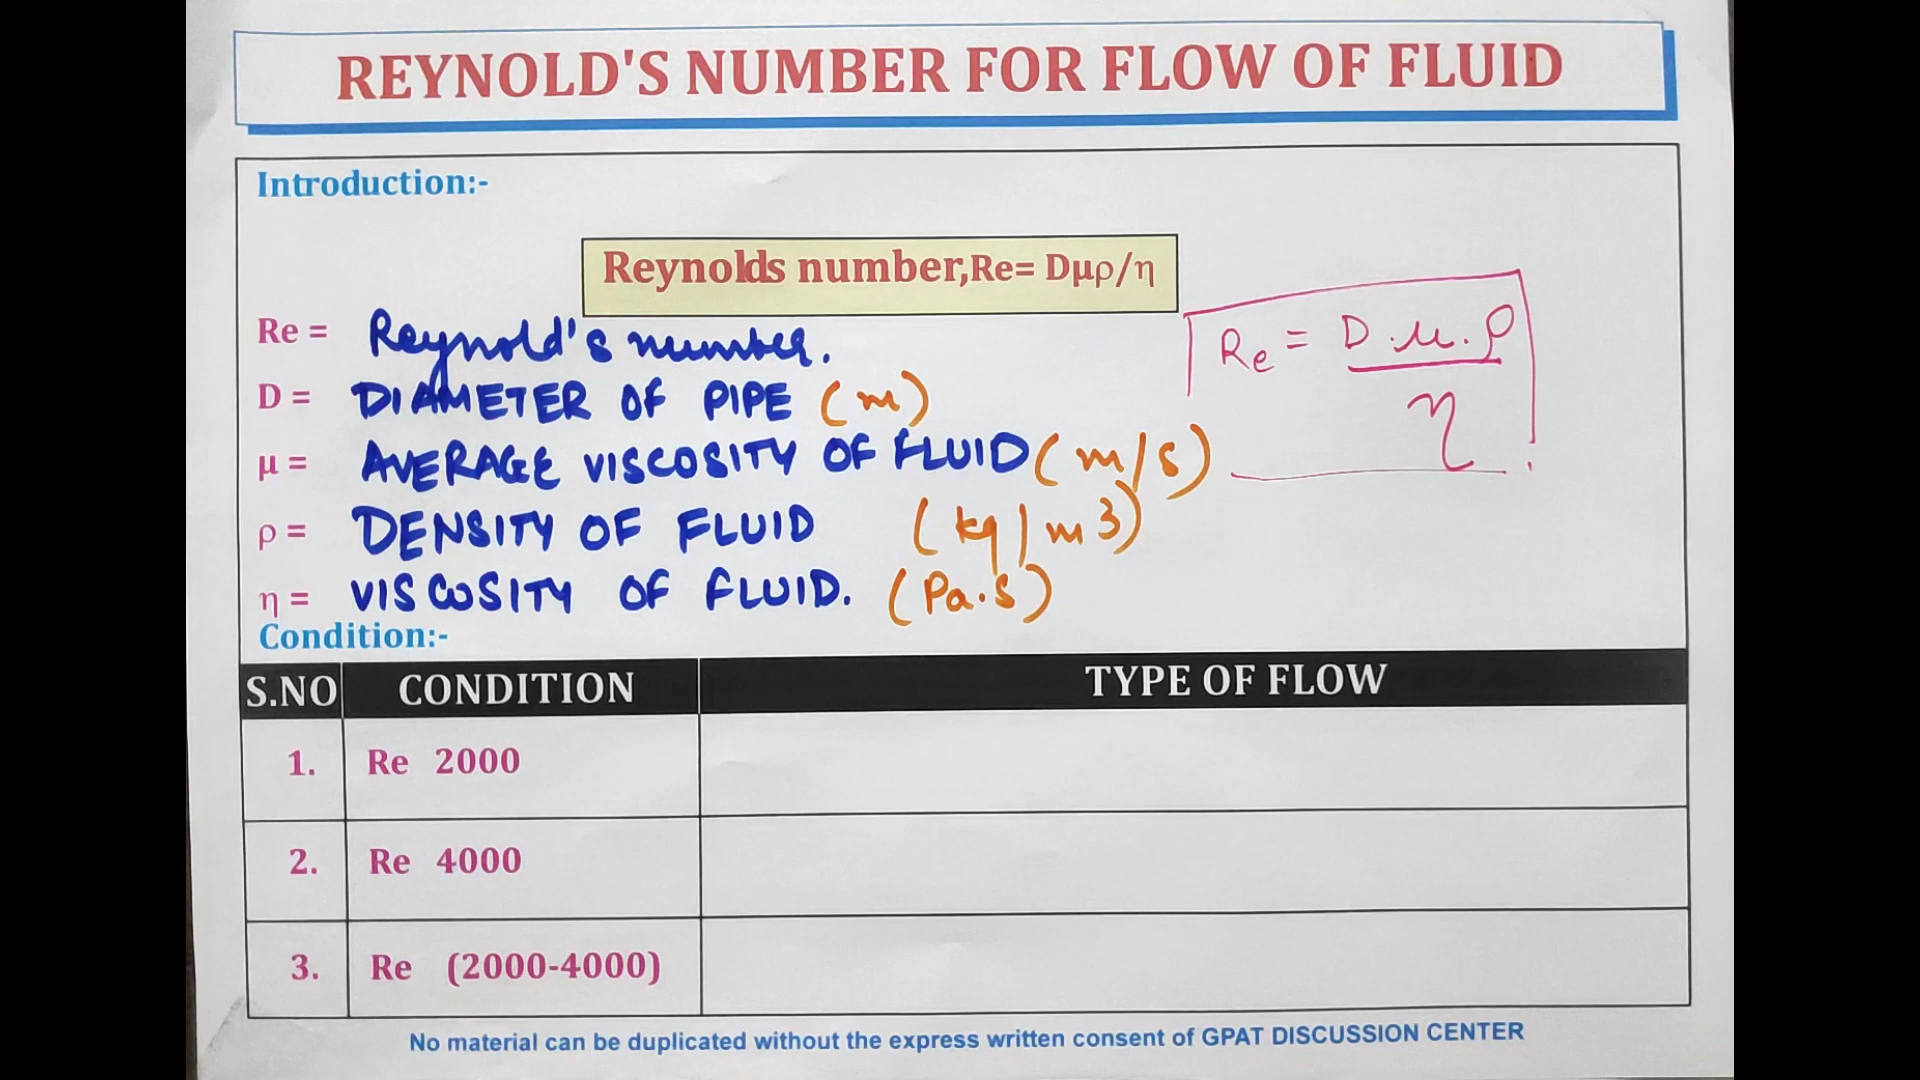 REYNOLD'S NUMBER FOR FLOW OF FLUID
Introduction:-
Reynolds number,Re= Dμρ/η
Re = Reynold's number.
Re = D.μ.ρ
η
D = DIAMETER OF PIPE (m)
μ = AVERAGE VISCOSITY OF FLUID (m/s)
ρ = DENSITY OF FLUID (kg/m3)
η = VISCOSITY OF FLUID. (Pa.s)
Condition:-
S.NO CONDITION TYPE OF FLOW
1. Re 2000
2. Re 4000
3. Re (2000-4000)
No material can be duplicated without the express written consent of GPAT DISCUSSION CENTER